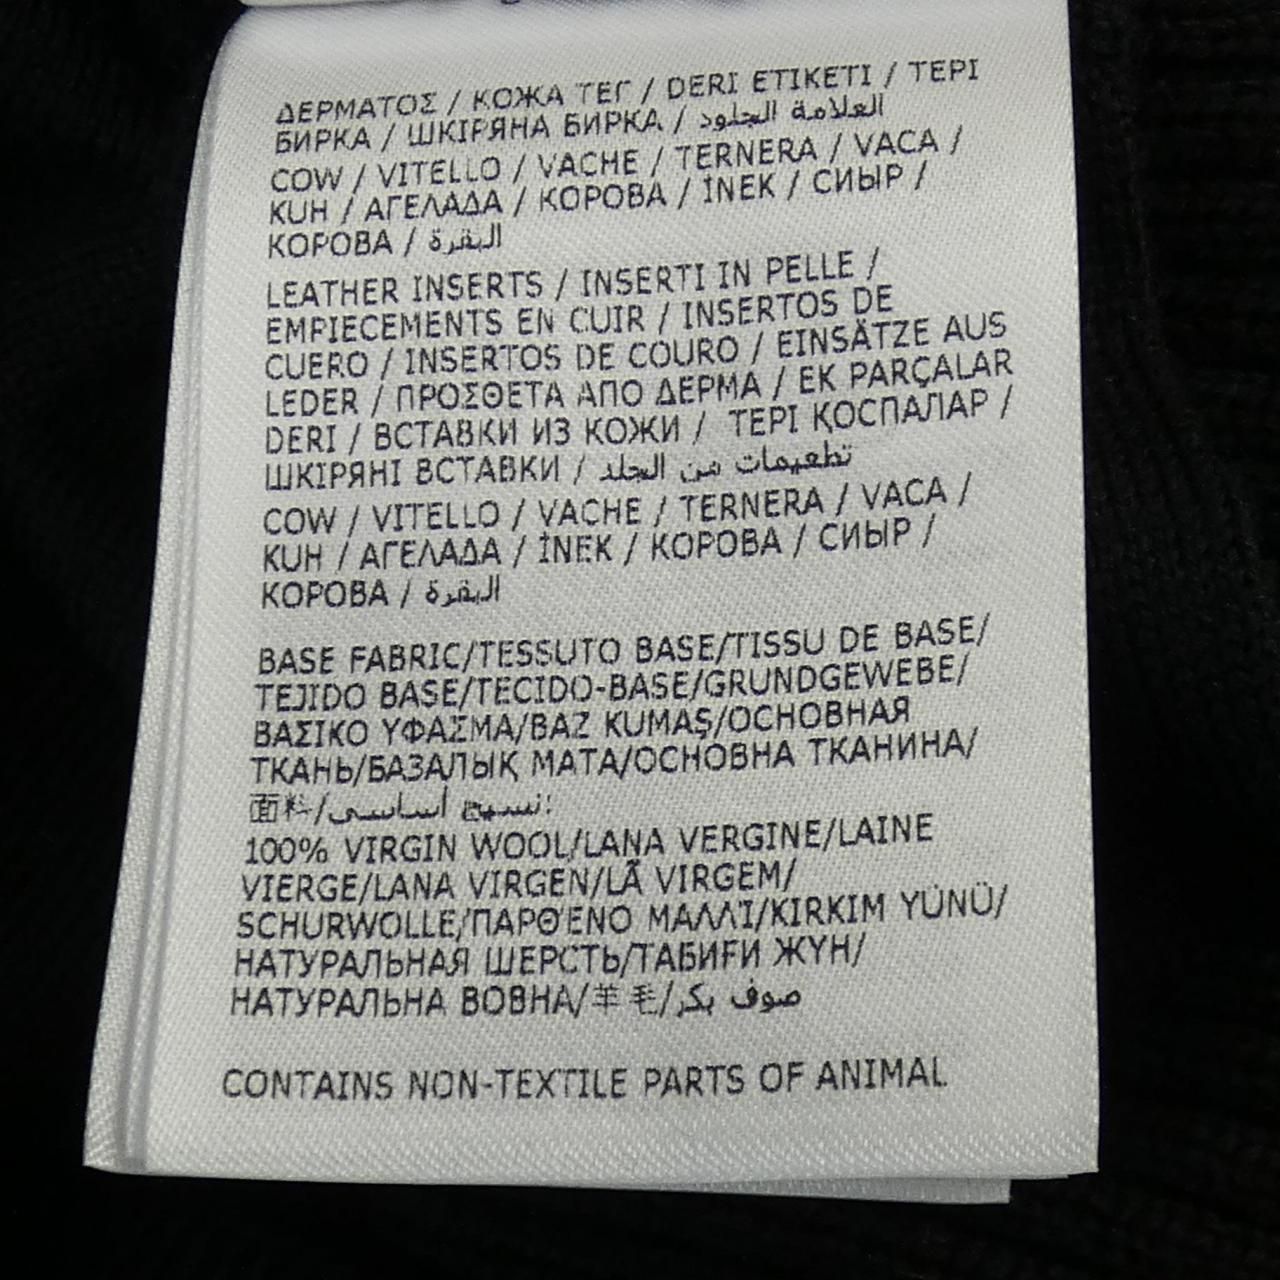 ΔΕΡΜΑΤΟΣ / КОЖА ТЕГ / DERI ETIKETI / ТЕРІ
БИРКА / ШКІРЯНА БИРКА / العلامة الجلود
COW / VITELLO / VACHE / TERNERA / VACA /
KUH / ΑΓΕΛΑΔΑ / КОРОВА / İNEK / СИЫР /
КОРОВА / البقرة
LEATHER INSERTS / INSERTI IN PELLE /
EMPIECEMENTS EN CUIR / INSERTOS DE
CUERO / INSERTOS DE COURO / EINSÄTZE AUS
LEDER / ΠΡΟΣΘΕΤΑ ΑΠΟ ΔΕΡΜΑ / EK PARÇALAR
DERI / ВСТАВКИ ИЗ КОЖИ / ТЕРІ ҚОСПАЛАР /
ШКІРЯНІ ВСТАВКИ / تطعيمات من الجلد
COW / VITELLO / VACHE / TERNERA / VACA /
KUH / ΑΓΕΛΑΔΑ / İNEK / КОРОВА / СИЫР /
КОРОВА / البقرة
BASE FABRIC/TESSUTO BASE/TISSU DE BASE/
TEJIDO BASE/TECIDO-BASE/GRUNDGEWEBE/
ΒΑΣΙΚΟ ΥΦΑΣΜΑ/BAZ KUMAŞ/ОСНОВНАЯ
ТКАНЬ/БАЗАЛЫҚ МАТА/ОСНОВНА ТКАНИНА/
面料/نسيج أساسي:
100% VIRGIN WOOL/LANA VERGINE/LAINE
VIERGE/LANA VIRGEN/LÃ VIRGEM/
SCHURWOLLE/ΠΑΡΘΈΝΟ ΜΑΛΛΊ/KIRKIM YÜNÜ/
НАТУРАЛЬНАЯ ШЕРСТЬ/ТАБИҒИ ЖҮН/
НАТУРАЛЬНА ВОВНА/羊毛/صوف بكر
CONTAINS NON-TEXTILE PARTS OF ANIMAL